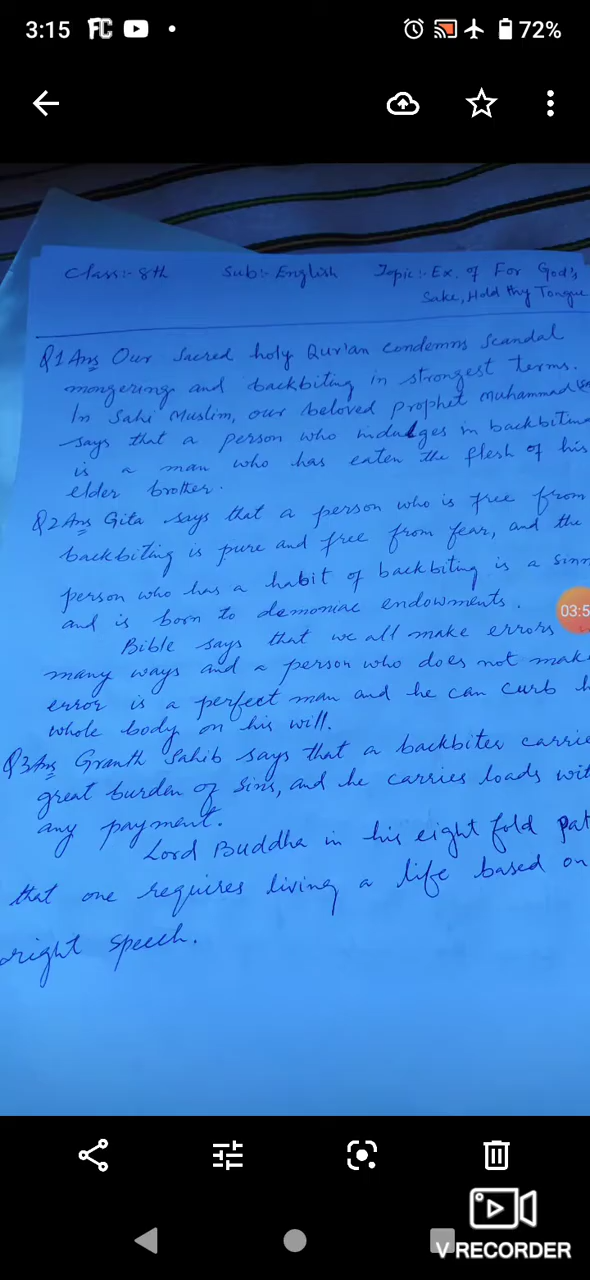 3:15 FC 72%
Class:- 8th Sub:- English Topic:- Ex. of For God's
Sake, Hold thy Tongue
Q1 Ans Our sacred holy Qur'an condemns scandal
mongering and backbiting in strongest terms.
In Sahi Muslim, our beloved prophet Muhammad
says that a person who indulges in backbiting
is a man who has eaten the flesh of his
elder brother.
Q2 Ans Gita says that a person who is free from
backbiting is pure and free from fear, and the
person who has a habit of backbiting is a sinn
and is born to demoniac endowments.
03:5
Bible says that we all make errors
many ways and a person who does not mak
error is a perfect man and he can curb h
whole body on his will.
Q3 Ans Granth Sahib says that a backbiter carrie
great burden of sins, and he carries loads wit
any payment.
Lord Buddha in his eight fold pat
that one requires living a life based on
right speech.
V RECORDER